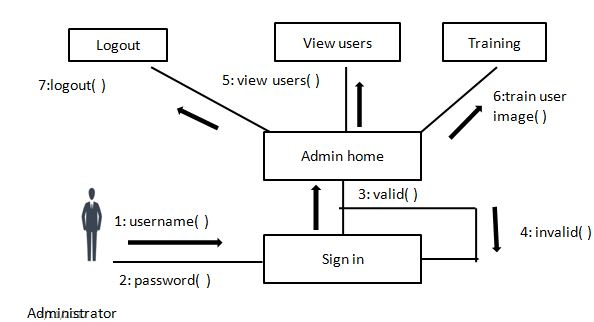 Logout
View users
Training
7:logout( )
5: view users( )
6:train user
image( )
Admin home
3: valid( )
1: username( )
4: invalid( )
Sign in
2: password( )
Administrator